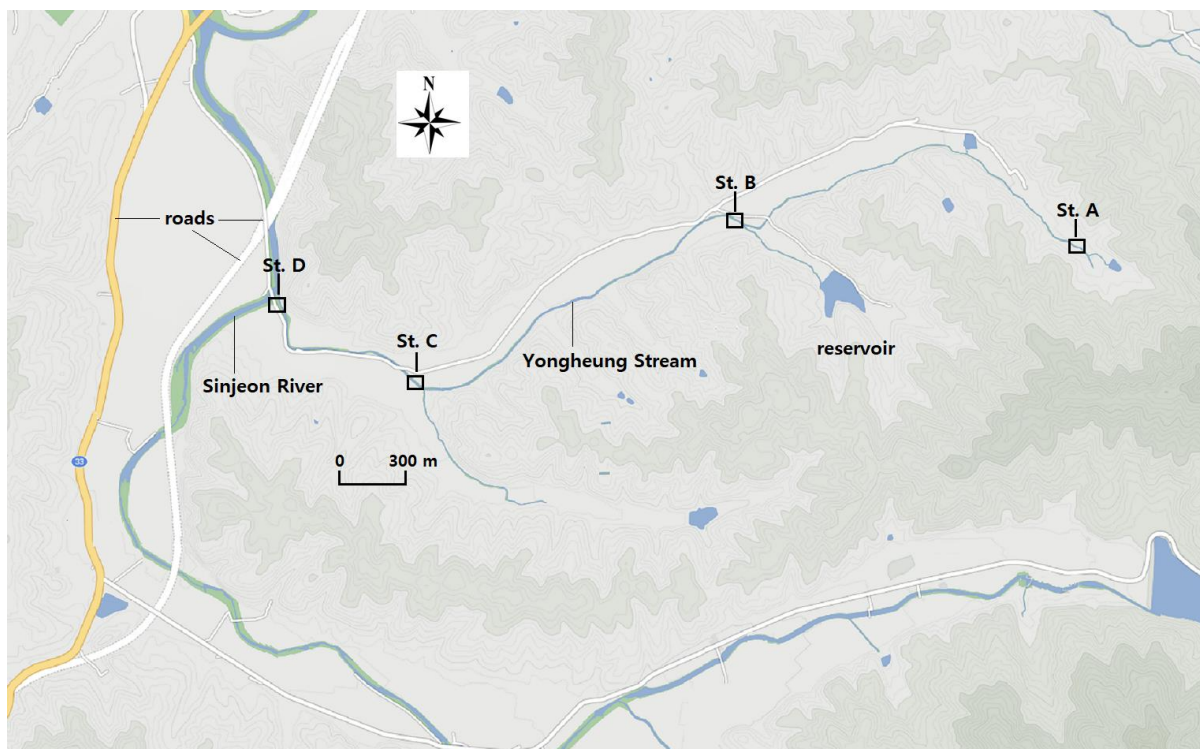 N
St. B
St. A
roads
St. D
St. C
reservoir
Yongheung Stream
Sinjeon River
0 300 m
33